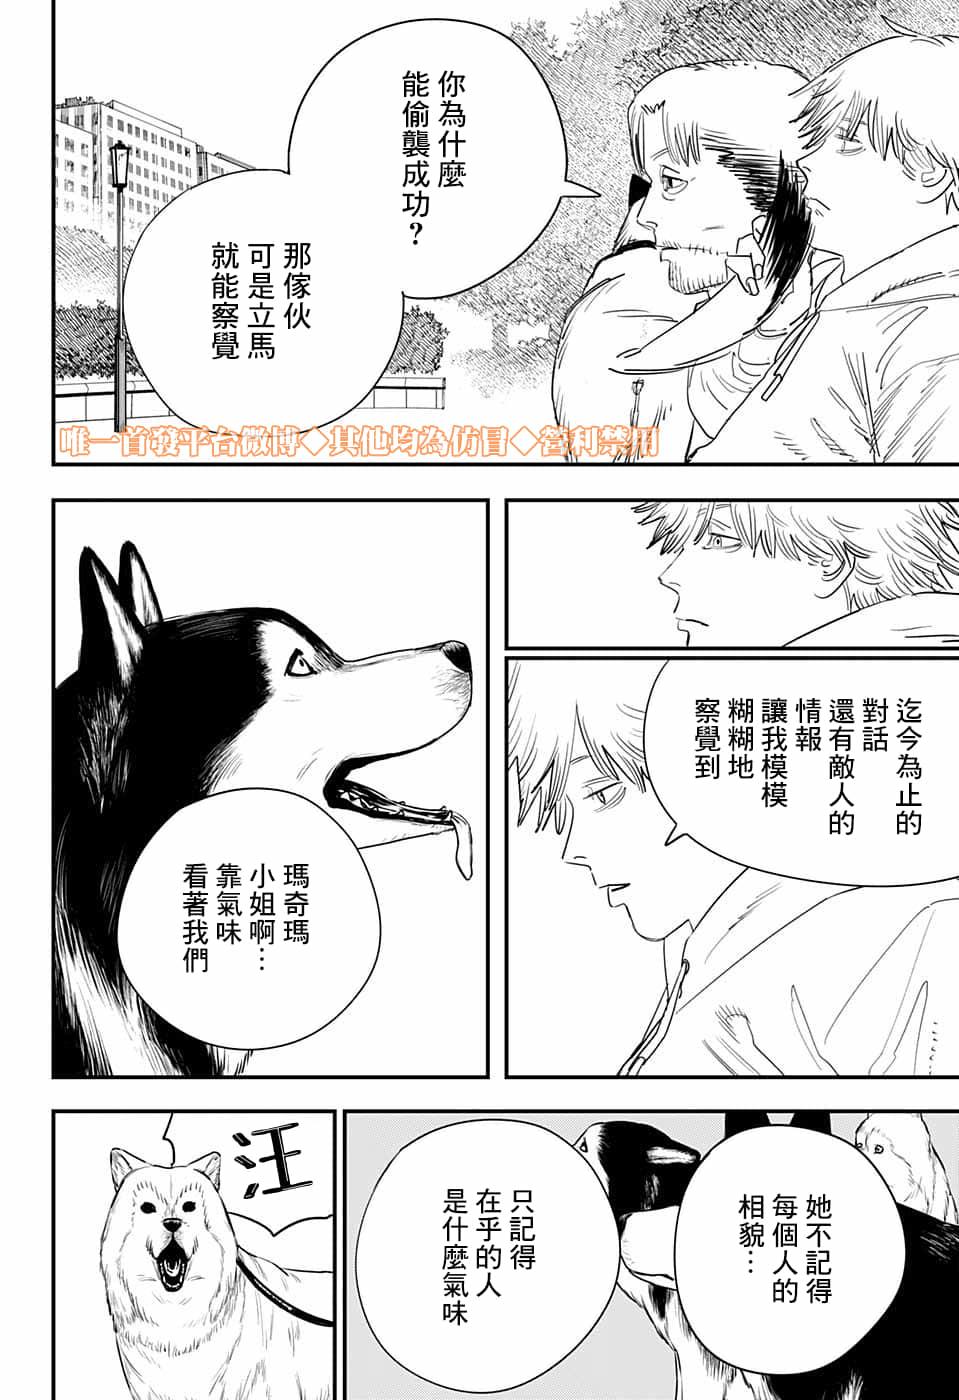 你為什麼
能偷襲成功？
那傢伙
可是立馬
就能察覺
唯一首發平台微博◆其他均為仿冒◆營利禁用
迄今為止的
對話
還有敵人的
情報
讓我模模
糊糊地
察覺到
瑪奇瑪
小姐啊…
靠氣味
看著我們
她不記得
每個人的
相貌…
只記得
在乎的人
是什麼氣味
汪